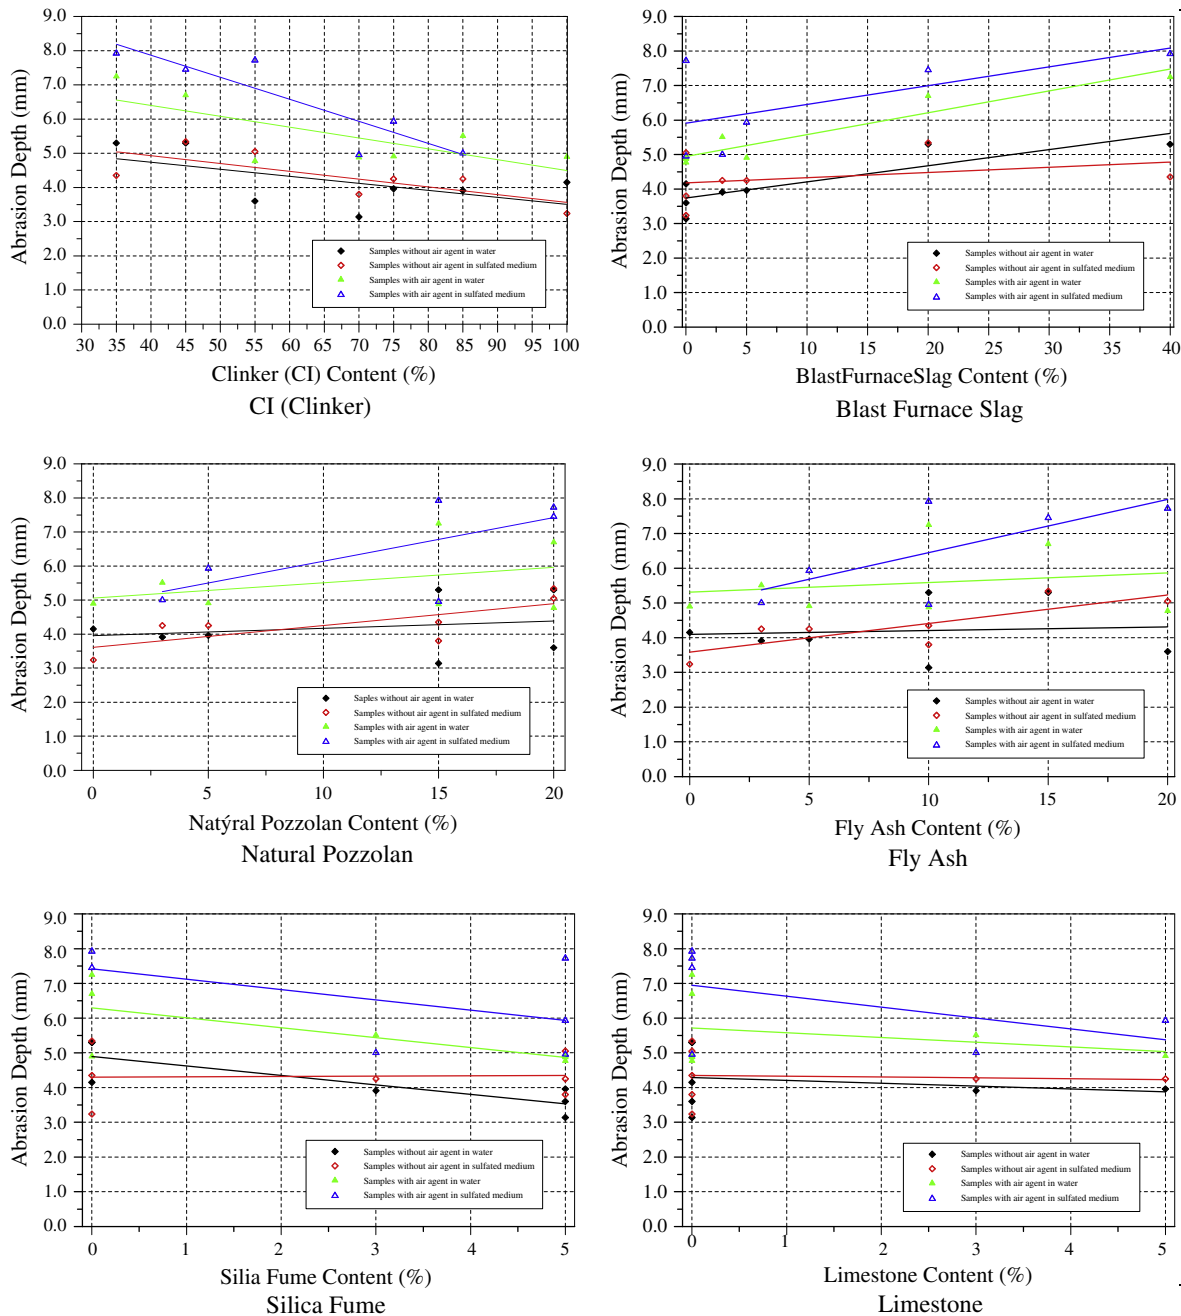 Abrasion Depth (mm)
9.0
8.0
7.0
6.0
5.0
4.0
3.0
2.0
1.0
0.0
Samples without air agent in water
Samples without air agent in sulfated medium
Samples with air agent in water
Samples with air agent in sulfated medium
30 35 40 45 50 55 60 65 70 75 80 85 90 95 100
Clinker (CI) Content (%)
CI (Clinker)
Abrasion Depth (mm)
9.0
8.0
7.0
6.0
5.0
4.0
3.0
2.0
1.0
0.0
Samples without air agent in water
Samples without air agent in sulfated medium
Samples with air agent in water
Samples with air agent in sulfated medium
0 5 10 15 20 25 30 35 40
BlastFurnaceSlag Content (%)
Blast Furnace Slag
Abrasion Depth (mm)
9.0
8.0
7.0
6.0
5.0
4.0
3.0
2.0
1.0
0.0
Saples without air agent in water
Samples without air agent in sulfated medium
Samples with air agent in water
Samples with air agent in sulfated medium
0 5 10 15 20
Natýral Pozzolan Content (%)
Natural Pozzolan
Abrasion Depth (mm)
9.0
8.0
7.0
6.0
5.0
4.0
3.0
2.0
1.0
0.0
Samples without air agent in water
Samples without air agent in sulfated medium
Samples with air agent in water
Samples with air agent in sulfated medium
0 5 10 15 20
Fly Ash Content (%)
Fly Ash
Abrasion Depth (mm)
9.0
8.0
7.0
6.0
5.0
4.0
3.0
2.0
1.0
0.0
Samples without air agent in water
Samples without air agent in sulfated medium
Samples with air agent in water
Samples with air agent in sulfated medium
0 1 2 3 4 5
Silia Fume Content (%)
Silica Fume
Abrasion Depth (mm)
9.0
8.0
7.0
6.0
5.0
4.0
3.0
2.0
1.0
0.0
Samples without air agent in water
Samples without air agent in sulfated medium
Samples with air agent in water
Samples with air agent in sulfated medium
0 1 2 3 4 5
Limestone Content (%)
Limestone